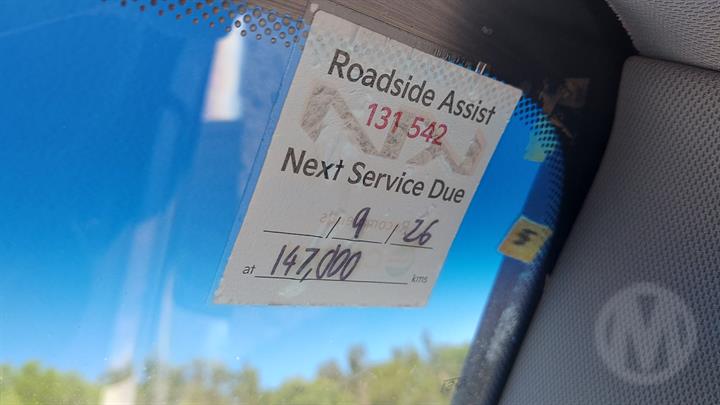 Roadside Assist
131 542
Next Service Due
/ 9 / 26
at 147,000 kms